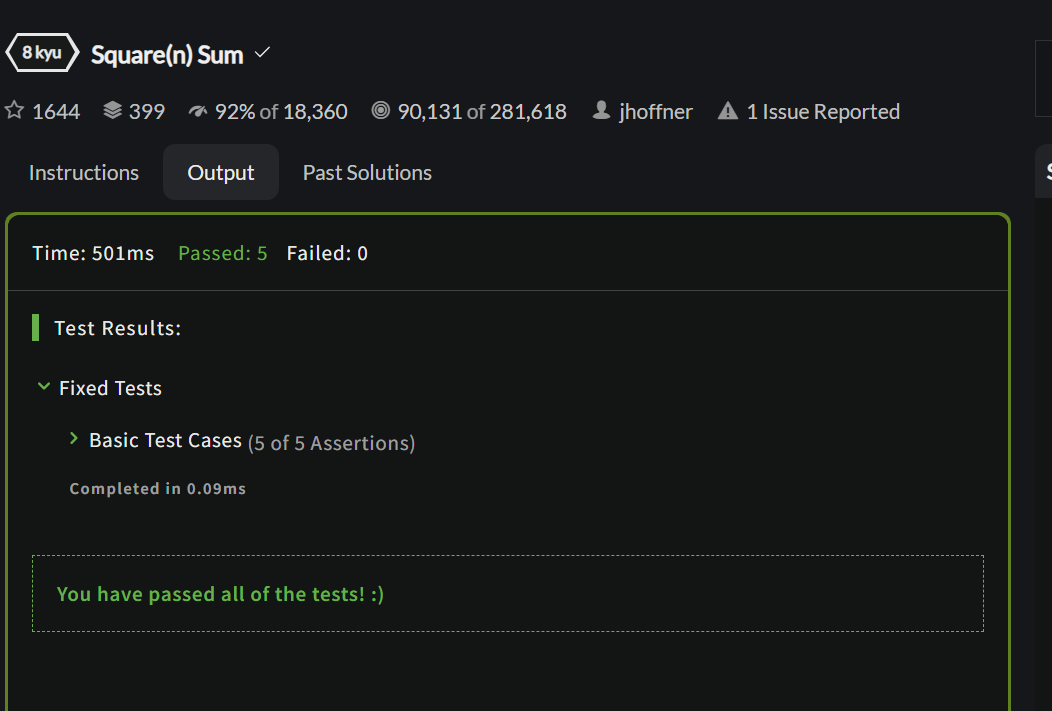 8 kyu Square(n) Sum
1644 399 92% of 18,360 90,131 of 281,618 jhoffner 1 Issue Reported
Instructions Output Past Solutions
Time: 501ms Passed: 5 Failed: 0
Test Results:
Fixed Tests
Basic Test Cases (5 of 5 Assertions)
Completed in 0.09ms
You have passed all of the tests! :)